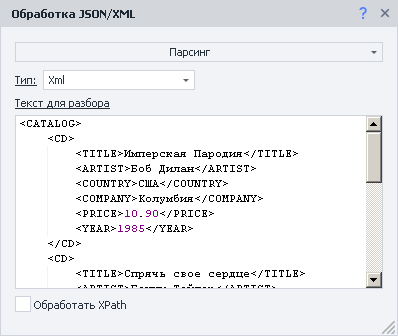 Обработка JSON/XML
Парсинг
Тип: Xml
Текст для разбора
<CATALOG>
<CD>
<TITLE>Имперская Пародия</TITLE>
<ARTIST>Боб Дилан</ARTIST>
<COUNTRY>США</COUNTRY>
<COMPANY>Колумбия</COMPANY>
<PRICE>10.90</PRICE>
<YEAR>1985</YEAR>
</CD>
<CD>
<TITLE>Спрячь свое сердце</TITLE>
Обработать XPath